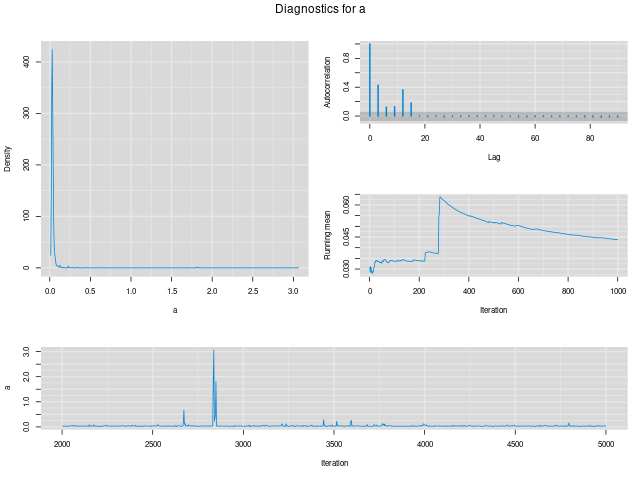 Diagnostics for a
Density
0
100
200
300
400
0.0 0.5 1.0 1.5 2.0 2.5 3.0
a
Autocorrelation
0.0 0.4 0.8
0 20 40 60 80
Lag
Running mean
0.030 0.045 0.060
0 200 400 600 800 1000
Iteration
a
0.0 1.0 2.0 3.0
2000 2500 3000 3500 4000 4500 5000
Iteration